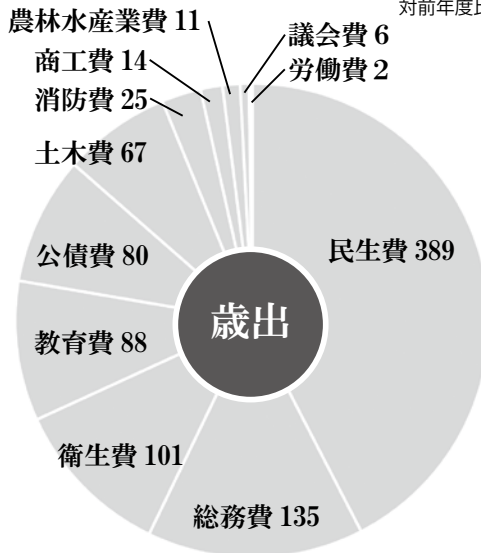 対前年度比
農林水産業費 11
議会費 6
商工費 14
労働費 2
消防費 25
土木費 67
民生費 389
公債費 80
歳出
教育費 88
衛生費 101
総務費 135